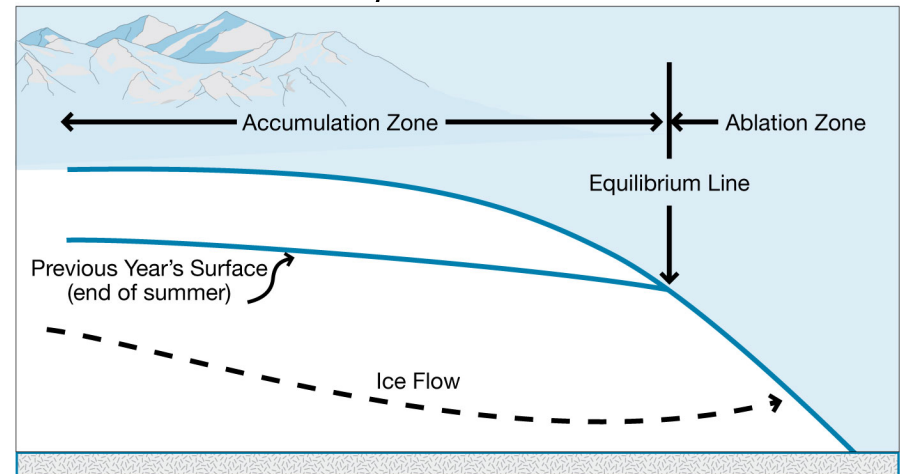 Accumulation Zone
Ablation Zone
Equilibrium Line
Previous Year's Surface
(end of summer)
Ice Flow